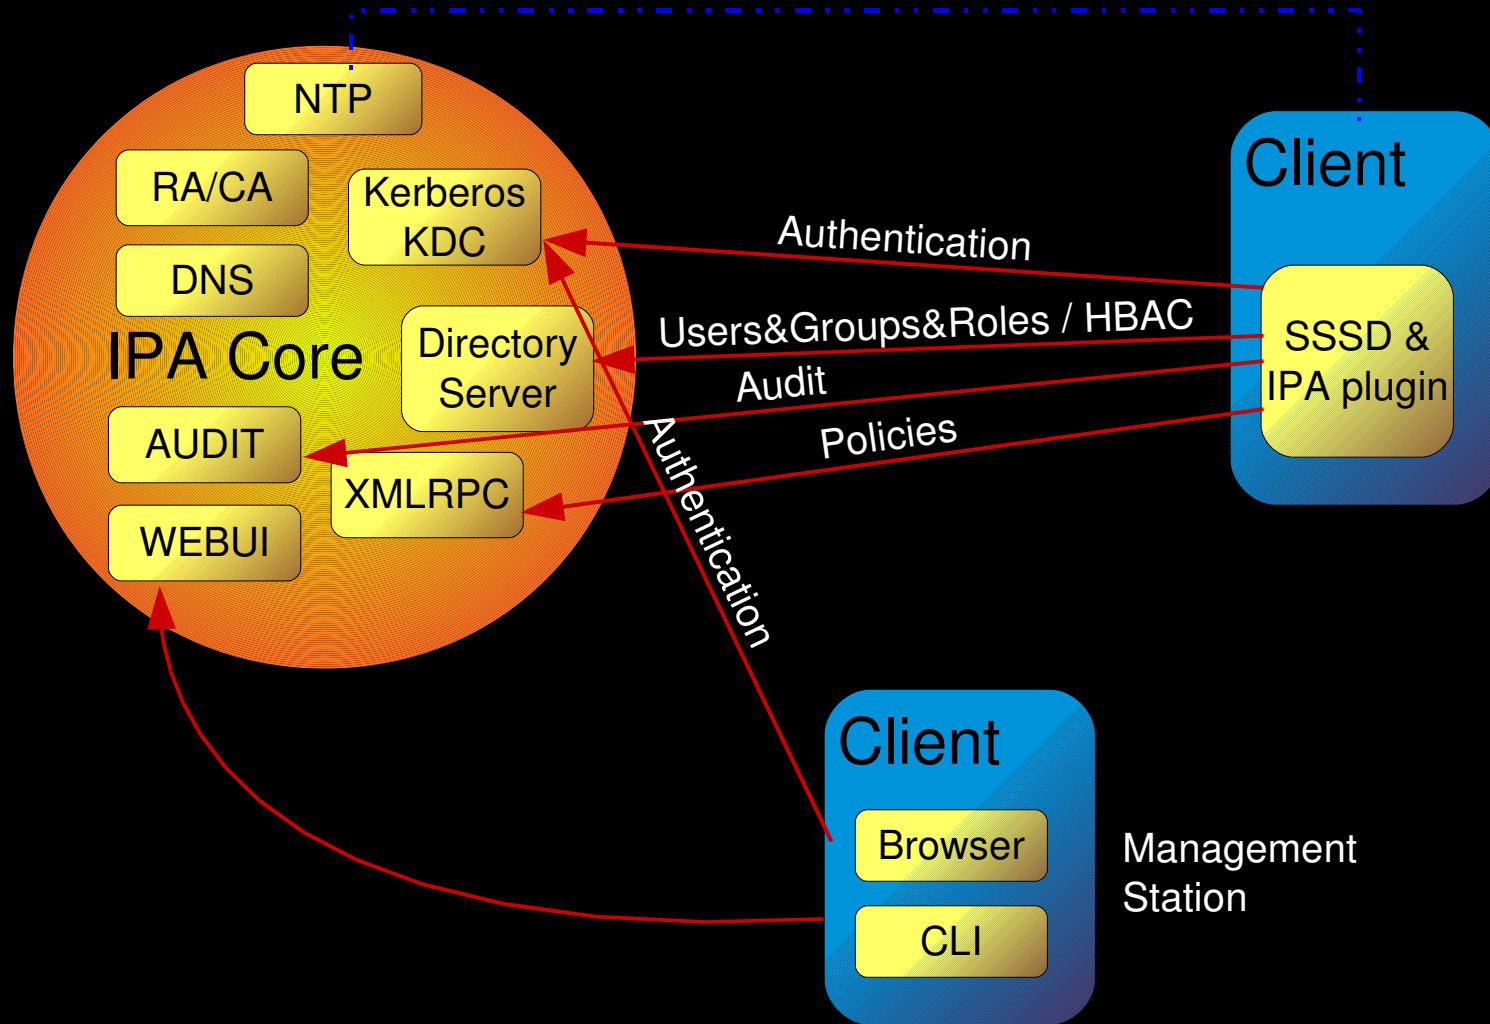 NTP
RA/CA
Kerberos
KDC
DNS
IPA Core
Directory
Server
AUDIT
XMLRPC
WEBUI
Authentication
Users&Groups&Roles / HBAC
Audit
Policies
Authentication
Client
SSSD &
IPA plugin
Client
Browser
CLI
Management
Station